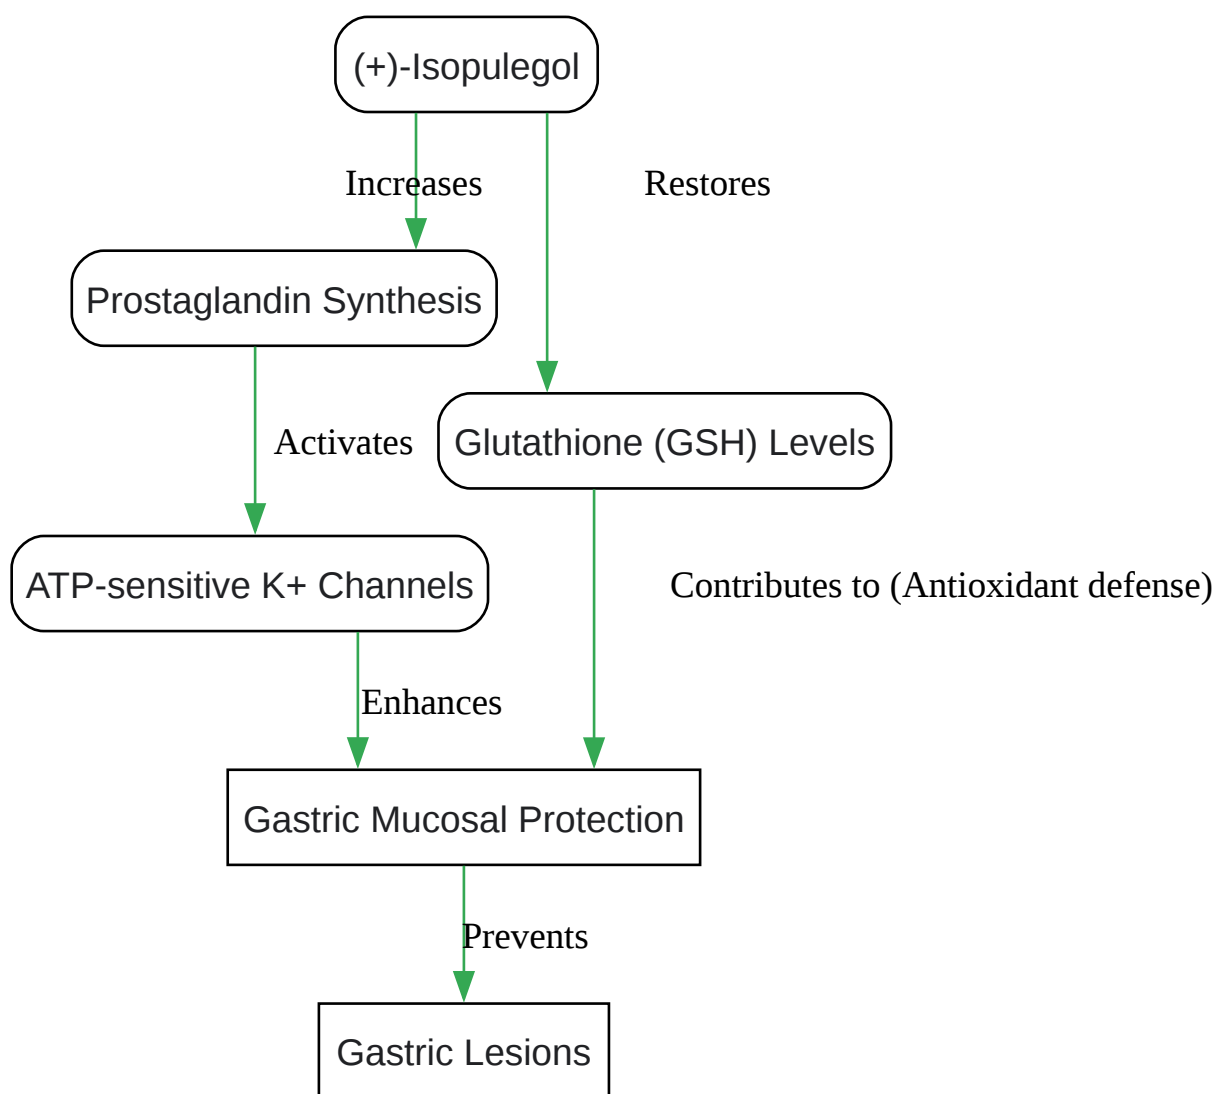 (+)-Isopulegol
Increases
Restores
Prostaglandin Synthesis
Activates
Glutathione (GSH) Levels
ATP-sensitive K+ Channels
Contributes to (Antioxidant defense)
Enhances
Gastric Mucosal Protection
Prevents
Gastric Lesions